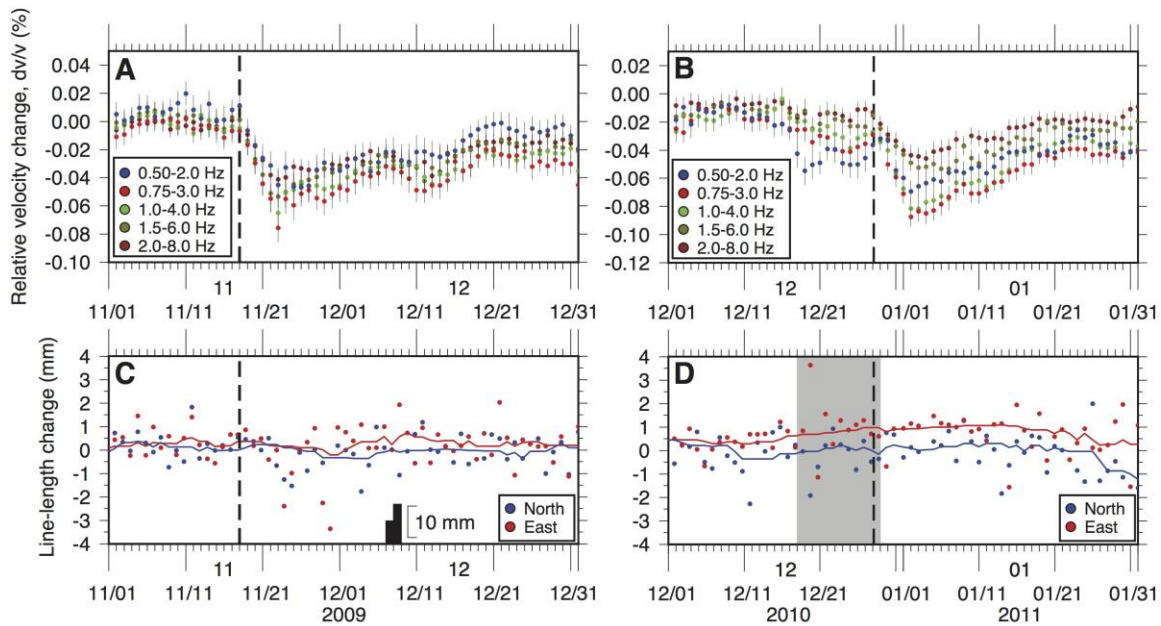 Relative velocity change, dv/v (%)
A
0.04
0.02
0.00
-0.02
-0.04
-0.06
-0.08
-0.10
0.50-2.0 Hz
0.75-3.0 Hz
1.0-4.0 Hz
1.5-6.0 Hz
2.0-8.0 Hz
11 12
11/01 11/11 11/21 12/01 12/11 12/21 12/31
B
0.02
0.00
-0.02
-0.04
-0.06
-0.08
-0.10
-0.12
0.50-2.0 Hz
0.75-3.0 Hz
1.0-4.0 Hz
1.5-6.0 Hz
2.0-8.0 Hz
12 01
12/01 12/11 12/21 01/01 01/11 01/21 01/31
Line-length change (mm)
C
4
3
2
1
0
-1
-2
-3
-4
10 mm
North
East
11 12
11/01 11/11 11/21 12/01 12/11 12/21 12/31
2009
D
4
3
2
1
0
-1
-2
-3
-4
North
East
12 01
12/01 12/11 12/21 01/01 01/11 01/21 01/31
2010 2011